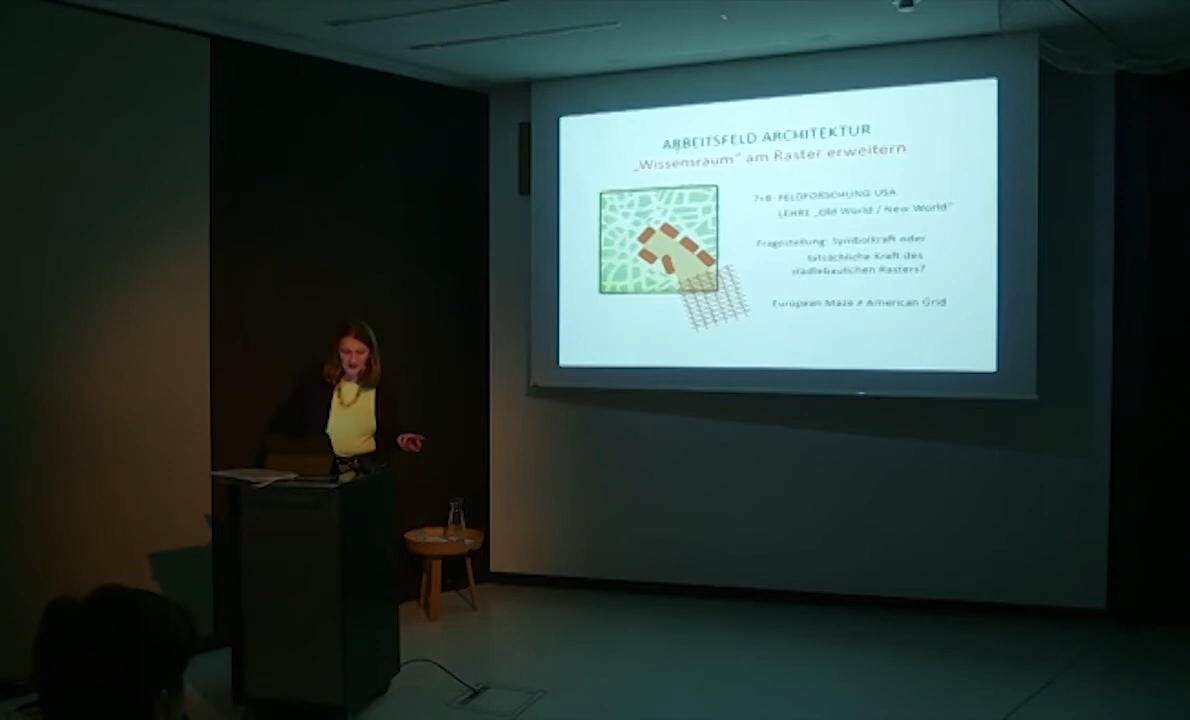 ARBEITSFELD ARCHITEKTUR
„Wissensraum“ am Raster erweitern
7+8- FELDFORSCHUNG USA
LEHRE „Old World / New World“
Fragestellung: Symbolkraft oder
tatsächliche Kraft des
städtebaulichen Rasters?
European Maze ≠ American Grid